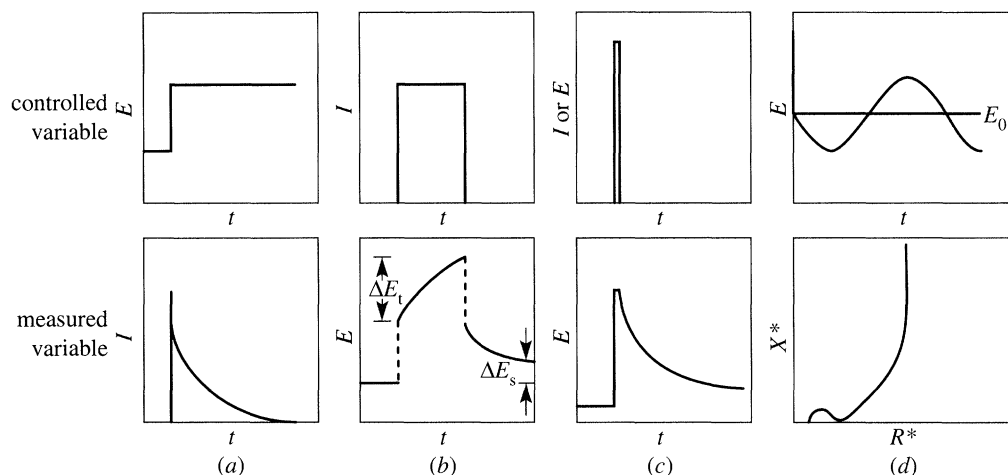 controlled
variable
E
t
I
t
I or E
t
E
E₀
t
measured
variable
I
t
(a)
E
ΔEₜ
ΔEₛ
t
(b)
E
t
(c)
X*
R*
(d)